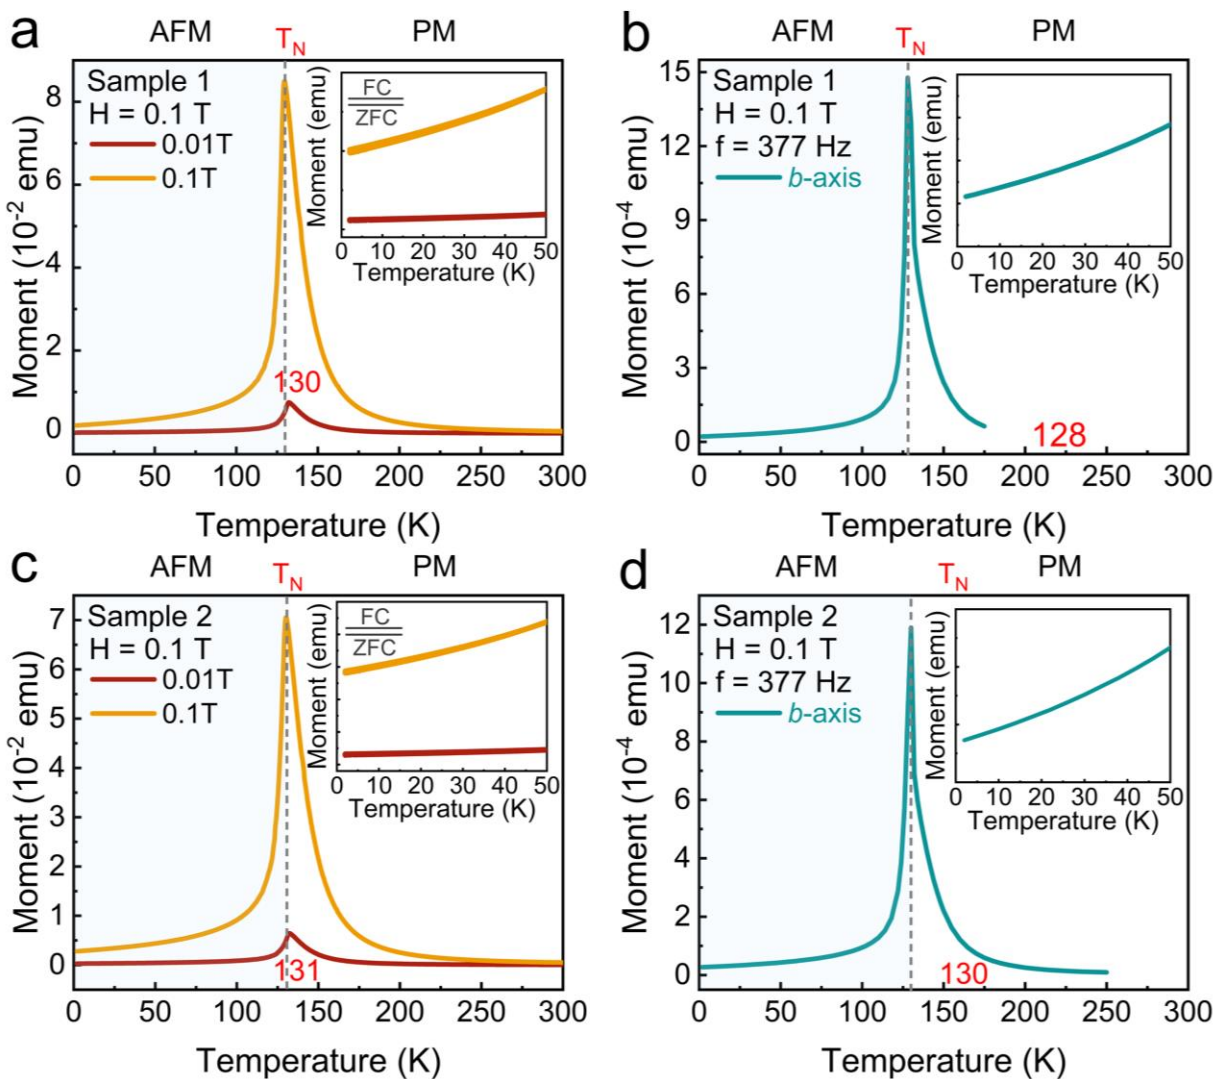 a
AFM
T_N
PM
Sample 1
H = 0.1 T
0.01T
0.1T
FC
ZFC
Moment (emu)
0 10 20 30 40 50
Temperature (K)
130
8
6
4
2
0
Moment (10⁻² emu)
0 50 100 150 200 250 300
Temperature (K)
b
AFM
T_N
PM
Sample 1
H = 0.1 T
f = 377 Hz
b-axis
Moment (emu)
0 10 20 30 40 50
Temperature (K)
128
15
12
9
6
3
0
Moment (10⁻⁴ emu)
0 50 100 150 200 250 300
Temperature (K)
c
AFM
T_N
PM
Sample 2
H = 0.1 T
0.01T
0.1T
FC
ZFC
Moment (emu)
0 10 20 30 40 50
Temperature (K)
131
7
6
5
4
3
2
1
0
Moment (10⁻² emu)
0 50 100 150 200 250 300
Temperature (K)
d
AFM
T_N
PM
Sample 2
H = 0.1 T
f = 377 Hz
b-axis
Moment (emu)
0 10 20 30 40 50
Temperature (K)
130
12
10
8
6
4
2
0
Moment (10⁻⁴ emu)
0 50 100 150 200 250 300
Temperature (K)